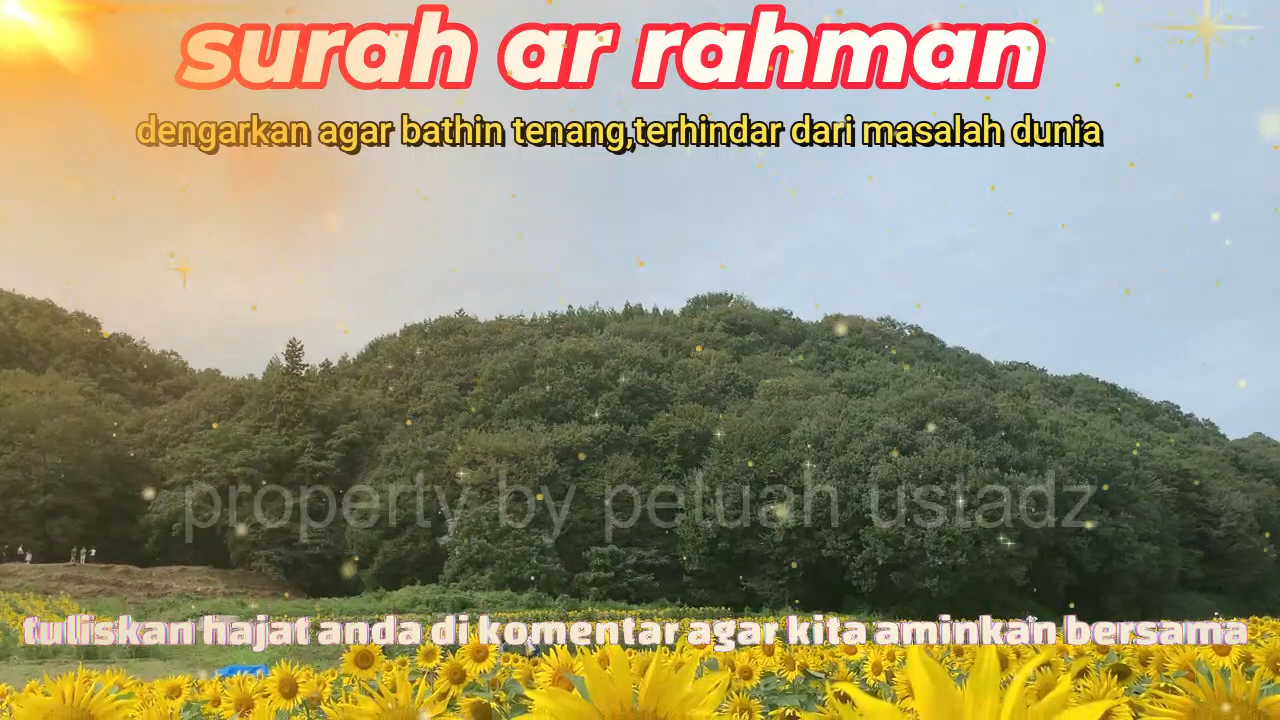 surah ar rahman
dengarkan agar bathin tenang,terhindar dari masalah dunia
property by petuah ustadz
tuliskan hajat anda di komentar agar kita aminkan bersama